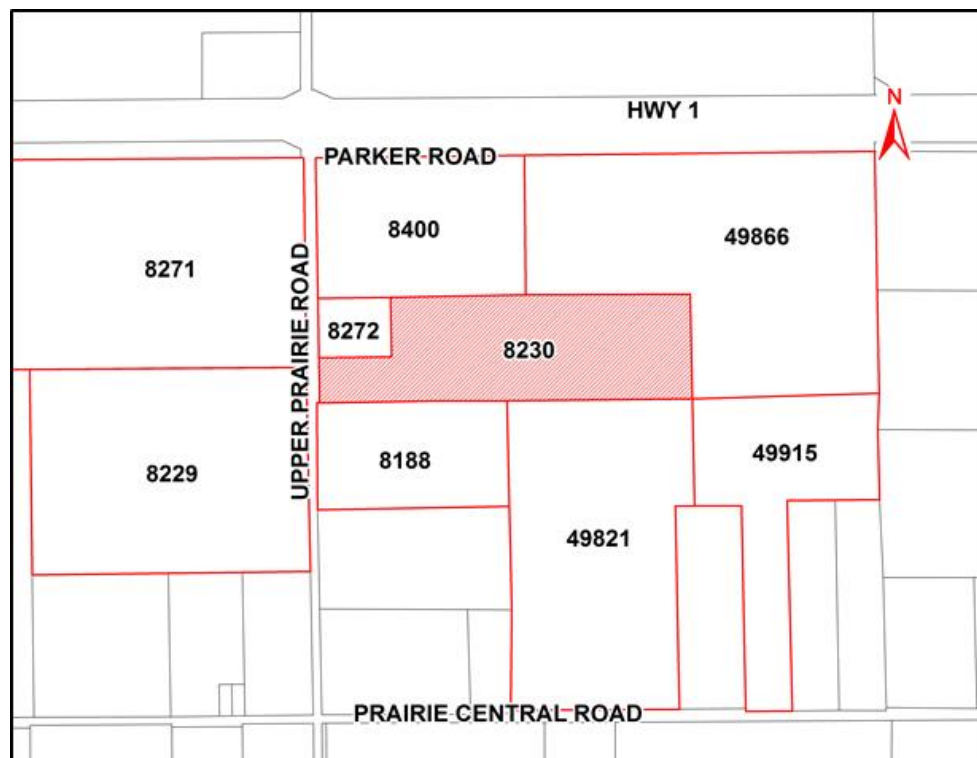 N
HWY 1
PARKER ROAD
8400
49866
8271
UPPER PRAIRIE ROAD
8272
8230
8188
49915
8229
49821
PRAIRIE CENTRAL ROAD